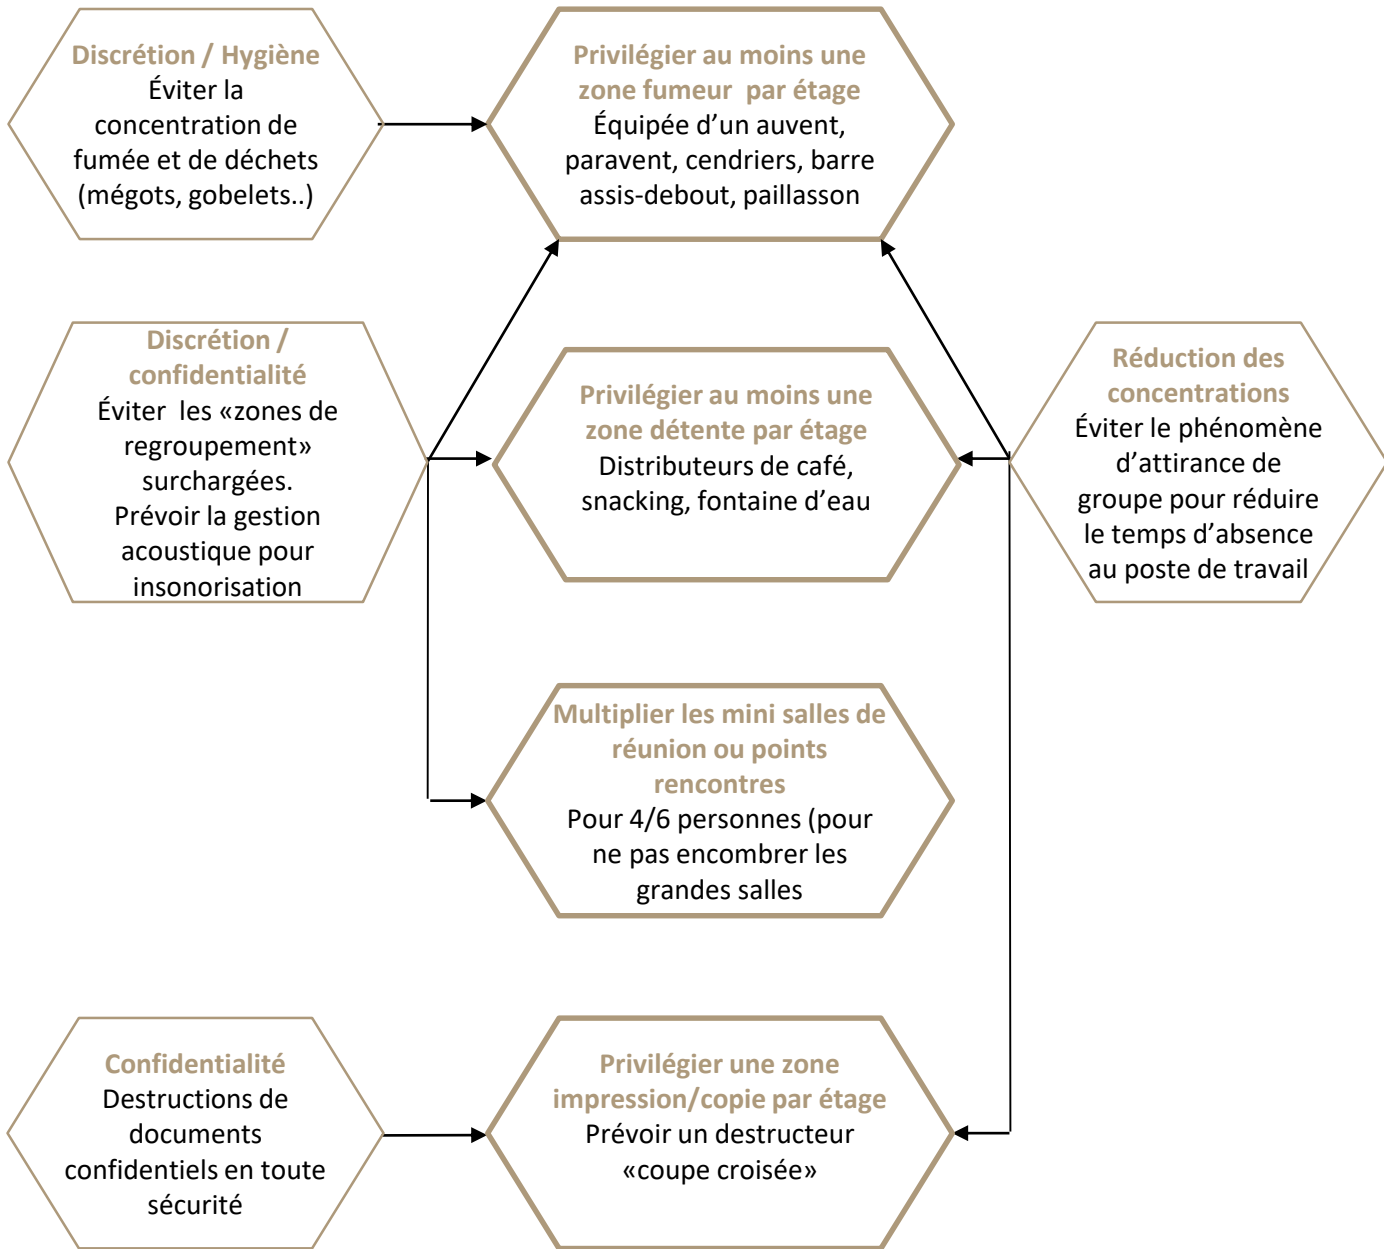 Discrétion / Hygiène
Éviter la
concentration de
fumée et de déchets
(mégots, gobelets..)
Privilégier au moins une
zone fumeur  par étage
Équipée d’un auvent,
paravent, cendriers, barre
assis-debout, paillasson
Discrétion /
confidentialité
Éviter  les «zones de
regroupement»
surchargées.
Prévoir la gestion
acoustique pour
insonorisation
Privilégier au moins une
zone détente par étage
Distributeurs de café,
snacking, fontaine d’eau
Réduction des
concentrations
Éviter le phénomène
d’attirance de
groupe pour réduire
le temps d’absence
au poste de travail
Multiplier les mini salles de
réunion ou points
rencontres
Pour 4/6 personnes (pour
ne pas encombrer les
grandes salles
Confidentialité
Destructions de
documents
confidentiels en toute
sécurité
Privilégier une zone
impression/copie par étage
Prévoir un destructeur
«coupe croisée»